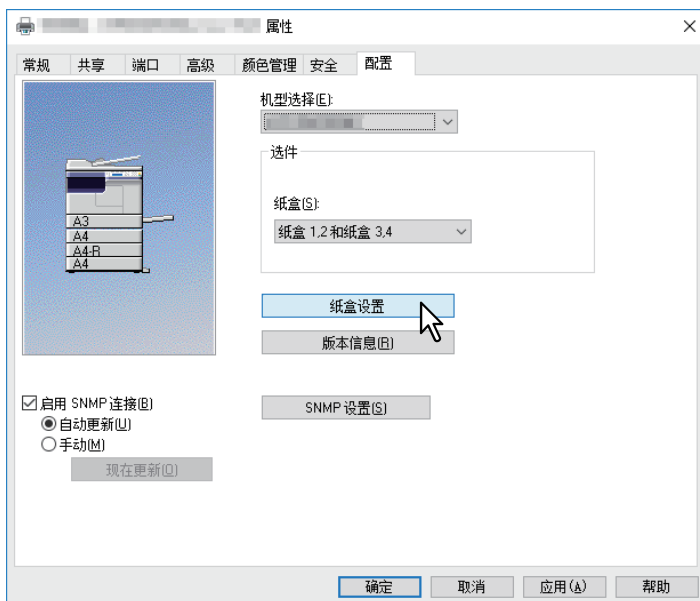 属性
常规 共享 端口 高级 颜色管理 安全 配置
机型选择(E):
选件
纸盒(S):
纸盒 1,2 和纸盒 3,4
A3
A4
A4-R
A4
纸盒设置
版本信息(R)
启用 SNMP 连接(B)
SNMP 设置(S)
自动更新(U)
手动(M)
现在更新(O)
确定 取消 应用(A) 帮助